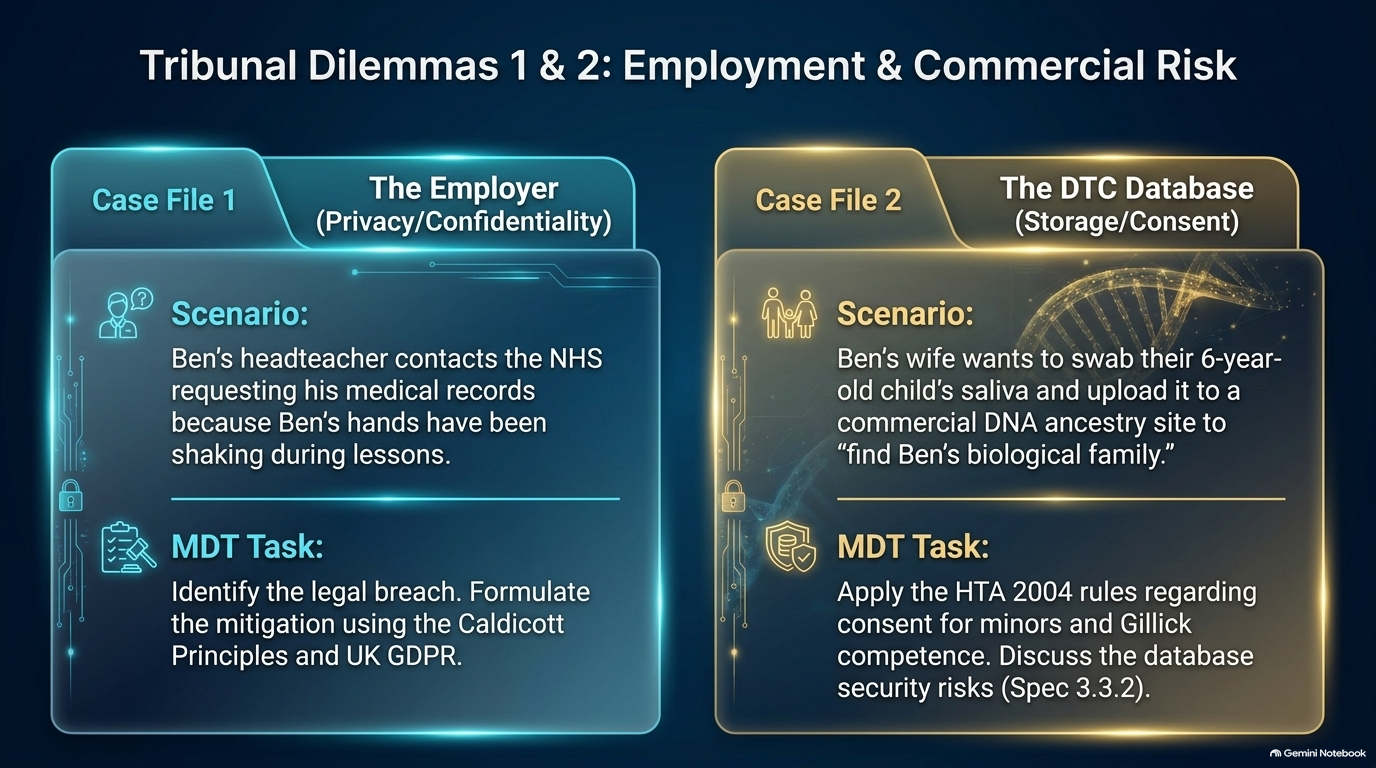 Tribunal Dilemmas 1 & 2: Employment & Commercial Risk
Case File 1
The Employer
(Privacy/Confidentiality)
Scenario:
Ben's headteacher contacts the NHS
requesting his medical records
because Ben's hands have been
shaking during lessons.
MDT Task:
Identify the legal breach. Formulate
the mitigation using the Caldicott
Principles and UK GDPR.
Case File 2
The DTC Database
(Storage/Consent)
Scenario:
Ben's wife wants to swab their 6-year-
old child's saliva and upload it to a
commercial DNA ancestry site to
“find Ben's biological family.”
MDT Task:
Apply the HTA 2004 rules regarding
consent for minors and Gillick
competence. Discuss the database
security risks (Spec 3.3.2).
Gemini Notebook